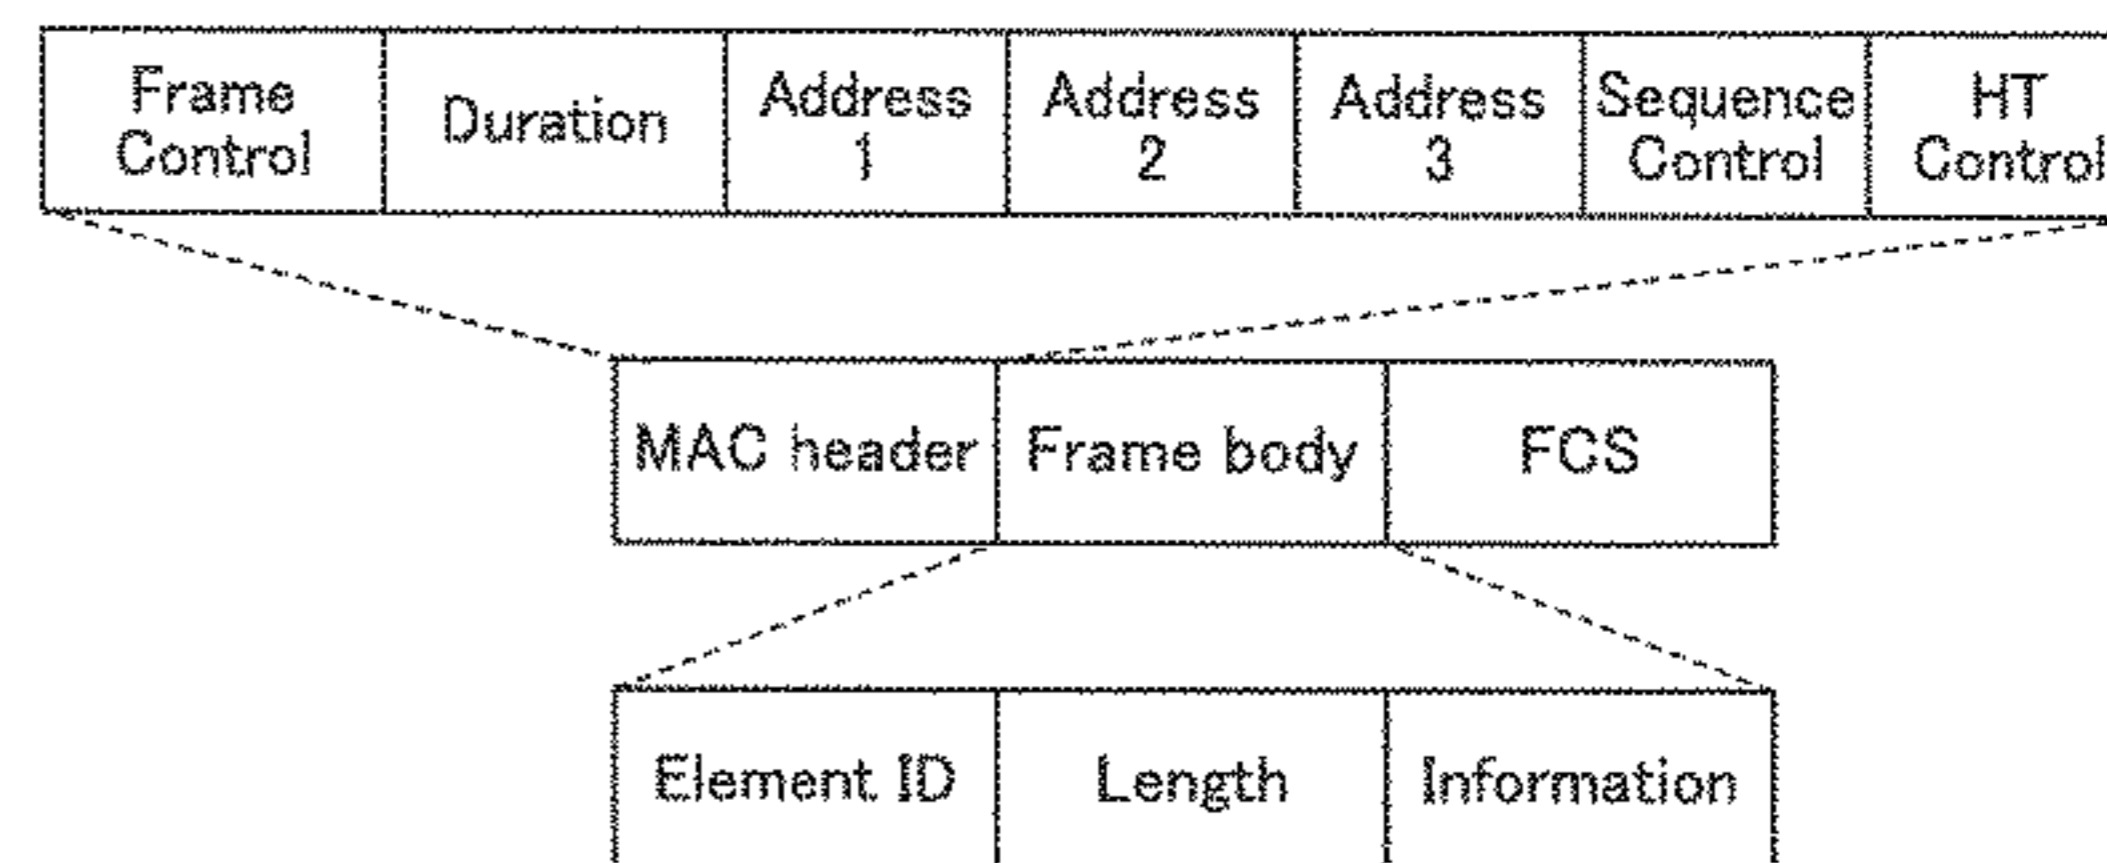 Frame
Control
Duration
Address
1
Address
2
Address
3
Sequence
Control
HT
Control
MAC header
Frame body
FCS
Element ID
Length
Information